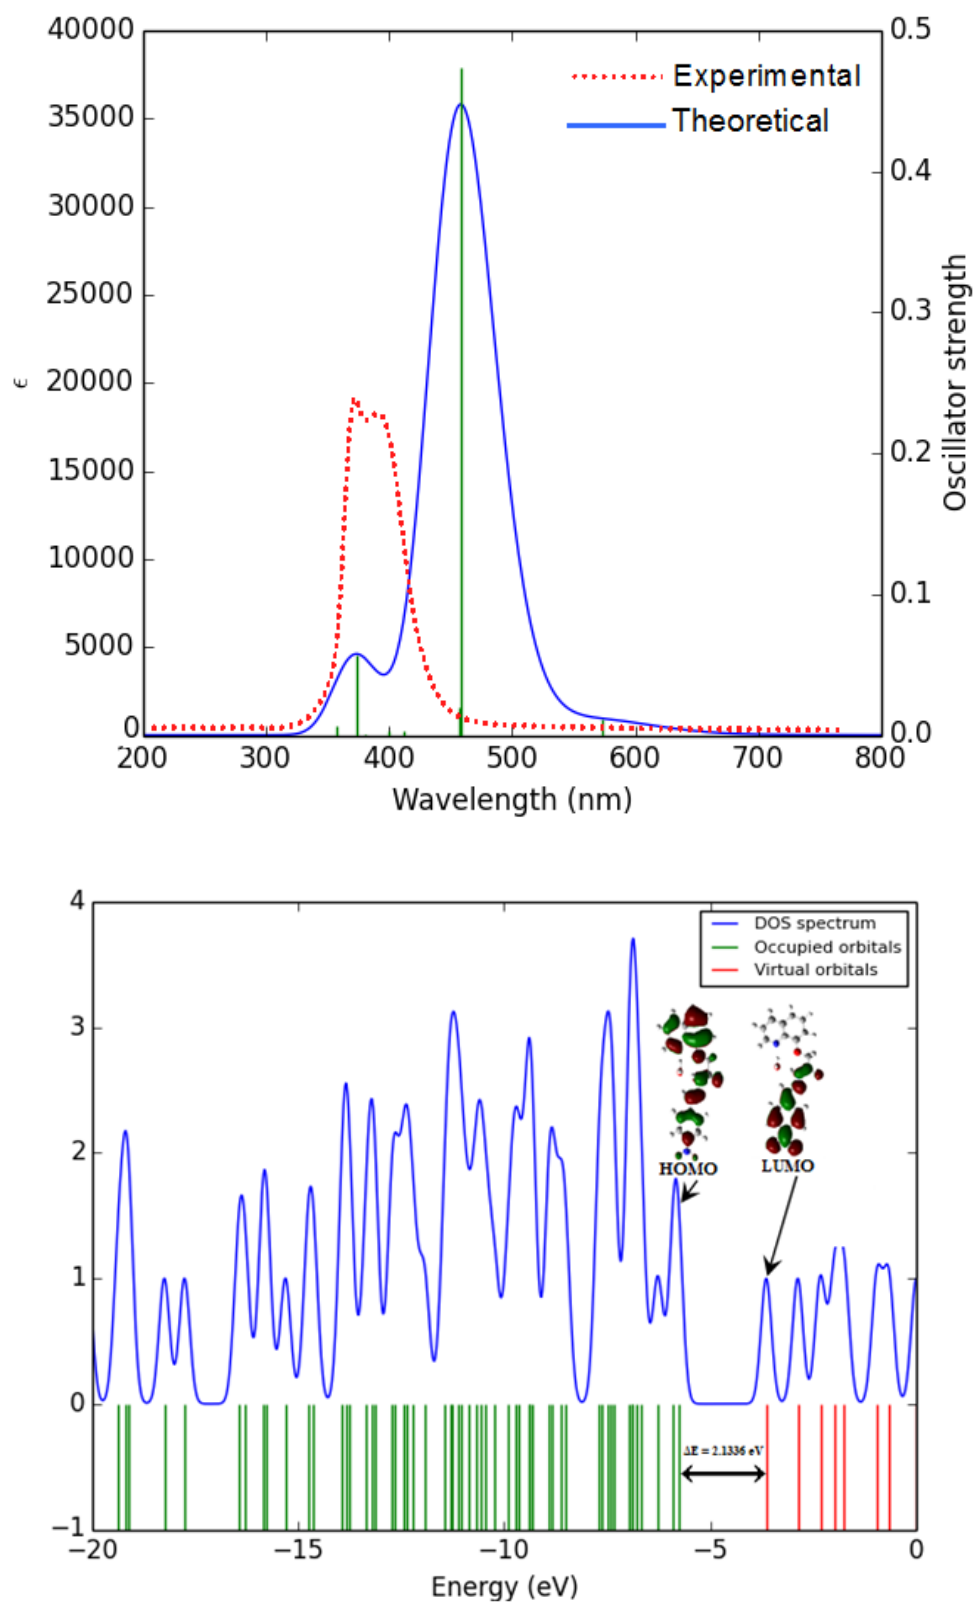 40000
35000
30000
25000
20000
15000
10000
5000
0
ϵ
0.5
0.4
0.3
0.2
0.1
0.0
Oscillator strength
Experimental
Theoretical
200 300 400 500 600 700 800
Wavelength (nm)
4
3
2
1
0
−1
DOS spectrum
Occupied orbitals
Virtual orbitals
HOMO
LUMO
ΔE = 2.1336 eV
−20 −15 −10 −5 0
Energy (eV)